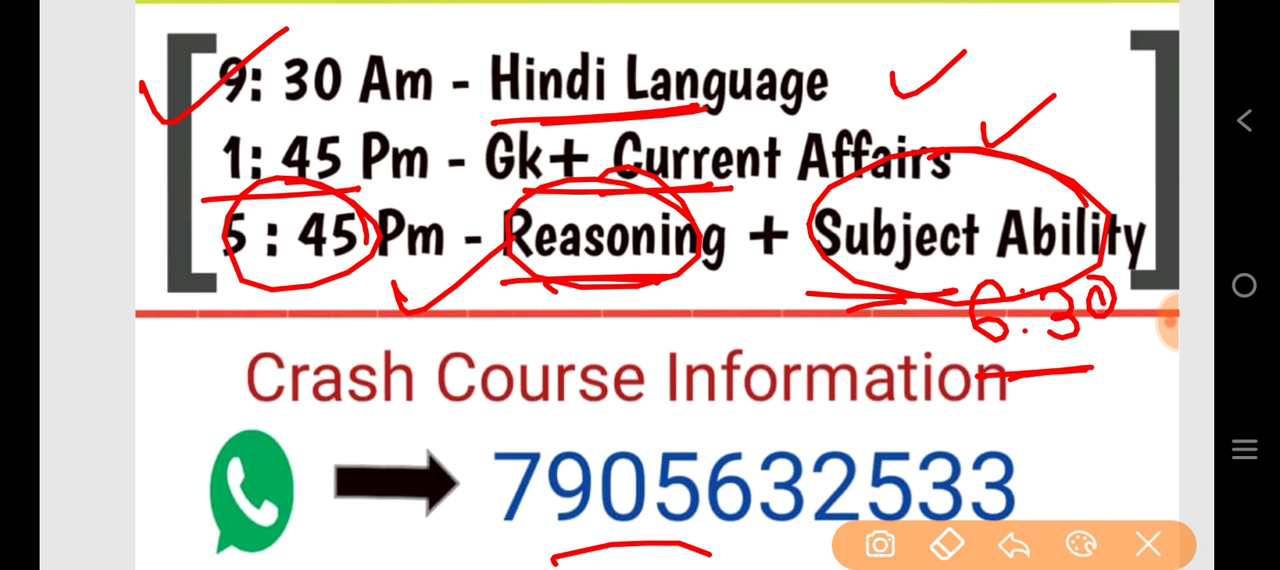 9: 30 Am - Hindi Language
1: 45 Pm - Gk+ Current Affairs
5 : 45 Pm - Reasoning + Subject Ability
6:30
Crash Course Information
7905632533